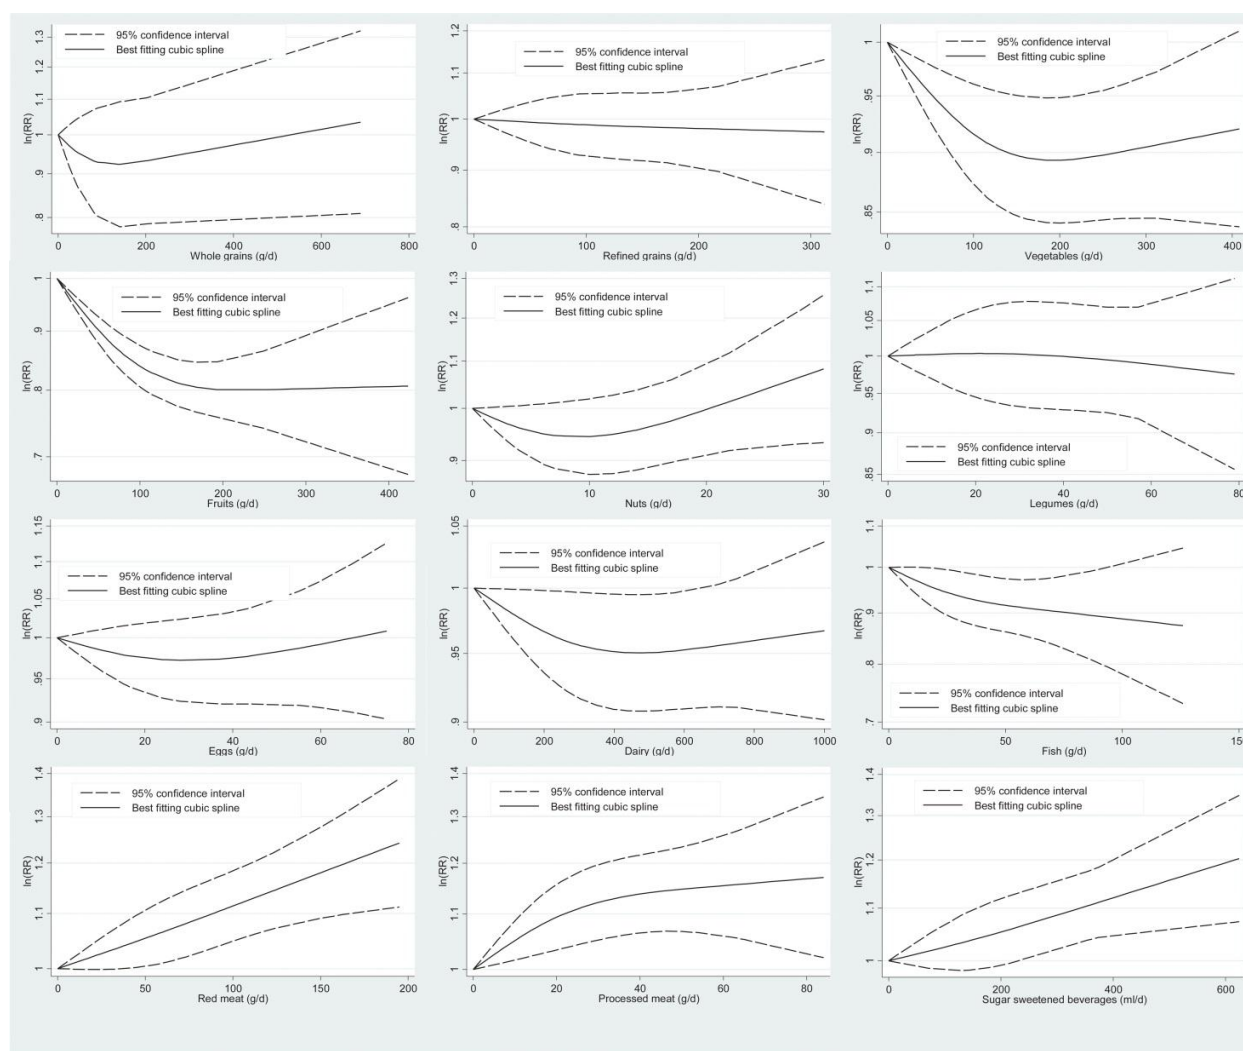 95% confidence interval
Best fitting cubic spline
ln(RR)
1.3
1.2
1.1
1
.9
.8
0 200 400 600 800
Whole grains (g/d)
95% confidence interval
Best fitting cubic spline
ln(RR)
1.2
1.1
1
.9
.8
0 100 200 300
Refined grains (g/d)
95% confidence interval
Best fitting cubic spline
ln(RR)
1
.95
.9
.85
0 100 200 300 400
Vegetables (g/d)
95% confidence interval
Best fitting cubic spline
ln(RR)
1
.9
.8
.7
0 100 200 300 400
Fruits (g/d)
95% confidence interval
Best fitting cubic spline
ln(RR)
1.3
1.2
1.1
1
.9
0 10 20 30
Nuts (g/d)
95% confidence interval
Best fitting cubic spline
ln(RR)
1.1
1.05
1
.95
.9
.85
0 20 40 60 80
Legumes (g/d)
95% confidence interval
Best fitting cubic spline
ln(RR)
1.15
1.1
1.05
1
.95
.9
0 20 40 60 80
Eggs (g/d)
95% confidence interval
Best fitting cubic spline
ln(RR)
1.05
1
.95
.9
0 200 400 600 800 1000
Dairy (g/d)
95% confidence interval
Best fitting cubic spline
ln(RR)
1.1
1
.9
.8
.7
0 50 100 150
Fish (g/d)
95% confidence interval
Best fitting cubic spline
ln(RR)
1.4
1.3
1.2
1.1
1
0 50 100 150 200
Red meat (g/d)
95% confidence interval
Best fitting cubic spline
ln(RR)
1.4
1.3
1.2
1.1
1
0 20 40 60 80
Processed meat (g/d)
95% confidence interval
Best fitting cubic spline
ln(RR)
1.4
1.3
1.2
1.1
1
0 200 400 600
Sugar sweetened beverages (ml/d)